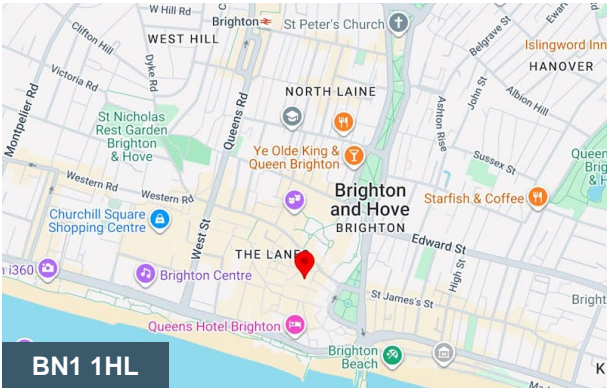 W Hill Rd
Brighton
St Peter's Church
Clifton Hill
WEST HILL
Dyke Rd
Belgrave St
Islingword Inn
HANOVER
Victoria Rd
Queens Rd
NORTH LAINE
John St
Albion Hill
Montpelier Rd
St Nicholas
Rest Garden
Brighton
& Hove
Ashton Rise
Ye Olde King &
Queen Brighton
Sussex St
Western Rd
Western Rd
Brighton
and Hove
BRIGHTON
Starfish & Coffee
Churchill Square
Shopping Centre
West St
Edward St
THE LANE
i360
Brighton Centre
High St
St James's St
Queens Hotel Brighton
Brighton
Beach
BN1 1HL